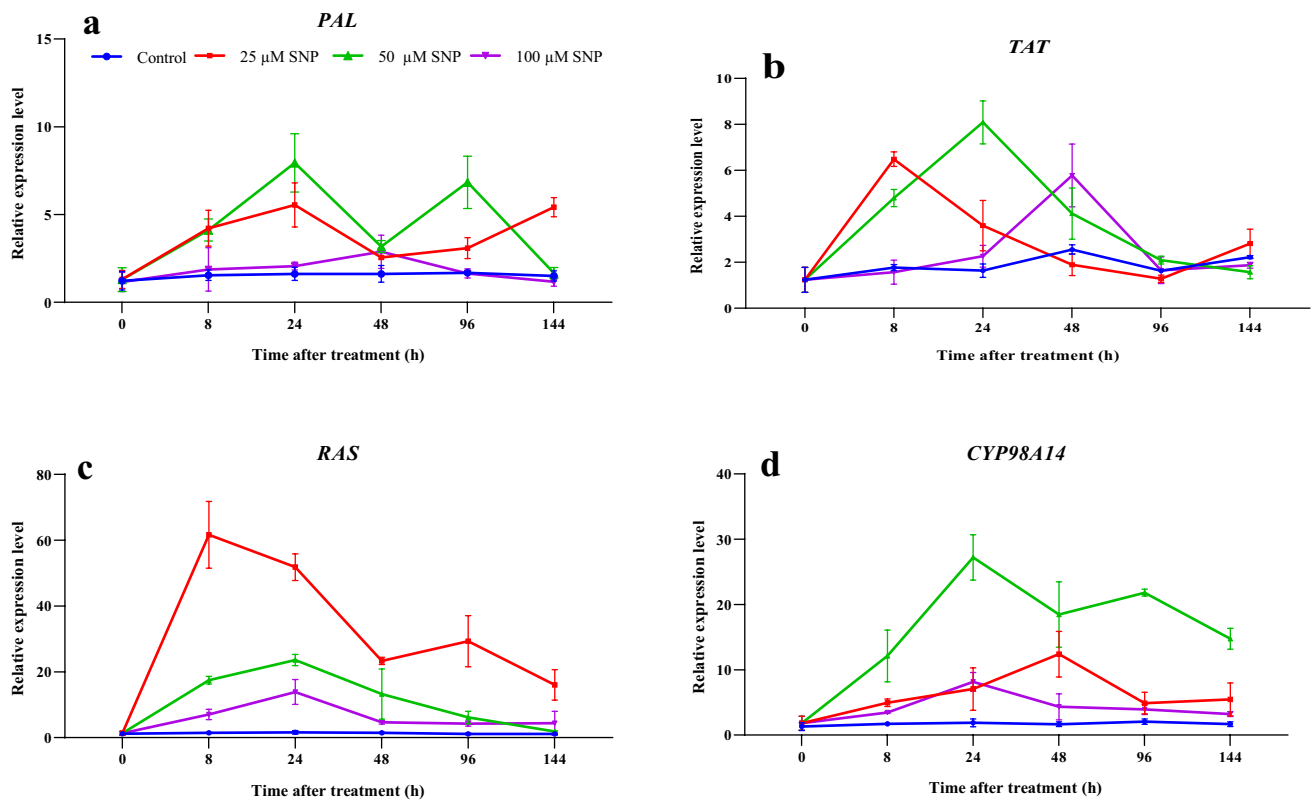 a
PAL
Relative expression level
15
10
5
0
Control
25 µM SNP
50 µM SNP
100 µM SNP
0 8 24 48 96 144
Time after treatment (h)
b
TAT
Relative expression level
10
8
6
4
2
0
0 8 24 48 96 144
Time after treatment (h)
c
RAS
Relative expression level
80
60
40
20
0
0 8 24 48 96 144
Time after treatment (h)
d
CYP98A14
Relative expression level
40
30
20
10
0
0 8 24 48 96 144
Time after treatment (h)